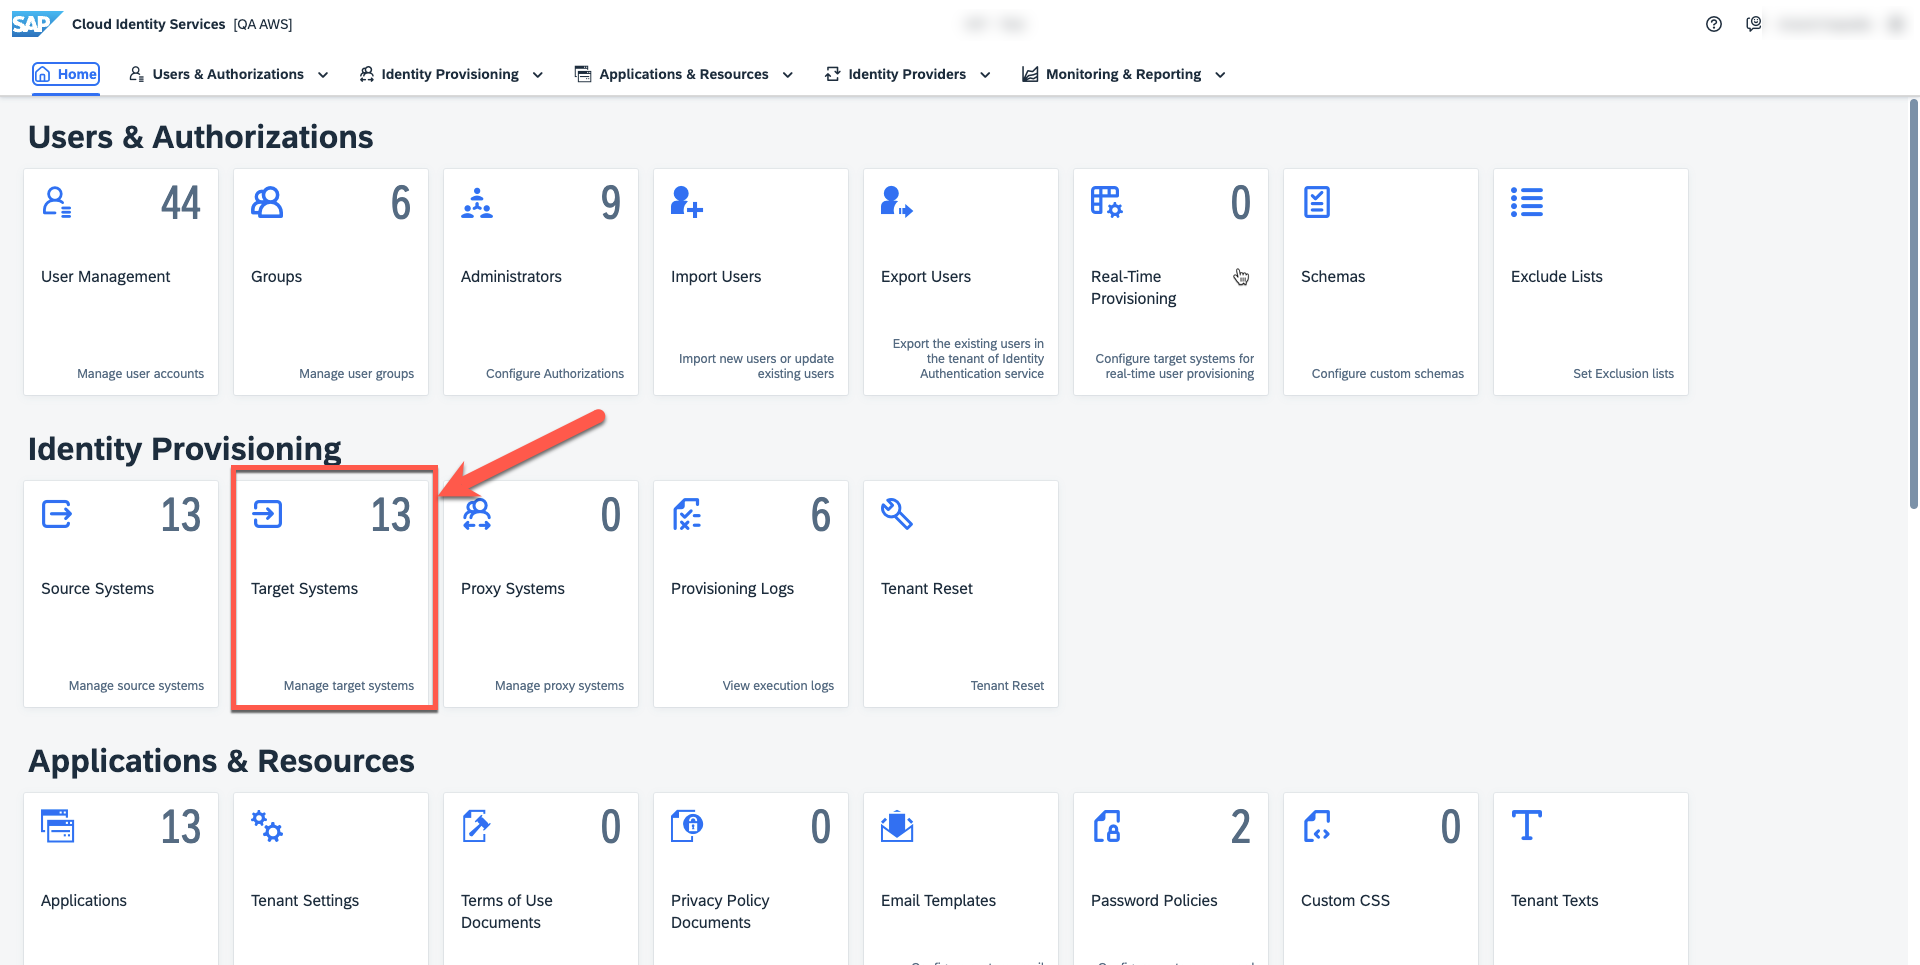 SAP Cloud Identity Services [QA AWS]
Home Users & Authorizations Identity Provisioning Applications & Resources Identity Providers Monitoring & Reporting
Users & Authorizations
44 6 9 0
User Management Groups Administrators Import Users Export Users Real-Time Schemas Exclude Lists
Provisioning
Export the existing users in
Import new users or update the tenant of Identity Configure target systems for
Manage user accounts Manage user groups Configure Authorizations existing users Authentication service real-time user provisioning Configure custom schemas Set Exclusion lists
Identity Provisioning
13 13 0 6
Source Systems Target Systems Proxy Systems Provisioning Logs Tenant Reset
Manage source systems Manage target systems Manage proxy systems View execution logs Tenant Reset
Applications & Resources
13 0 0 2 0
Applications Tenant Settings Terms of Use Privacy Policy Email Templates Password Policies Custom CSS Tenant Texts
Documents Documents